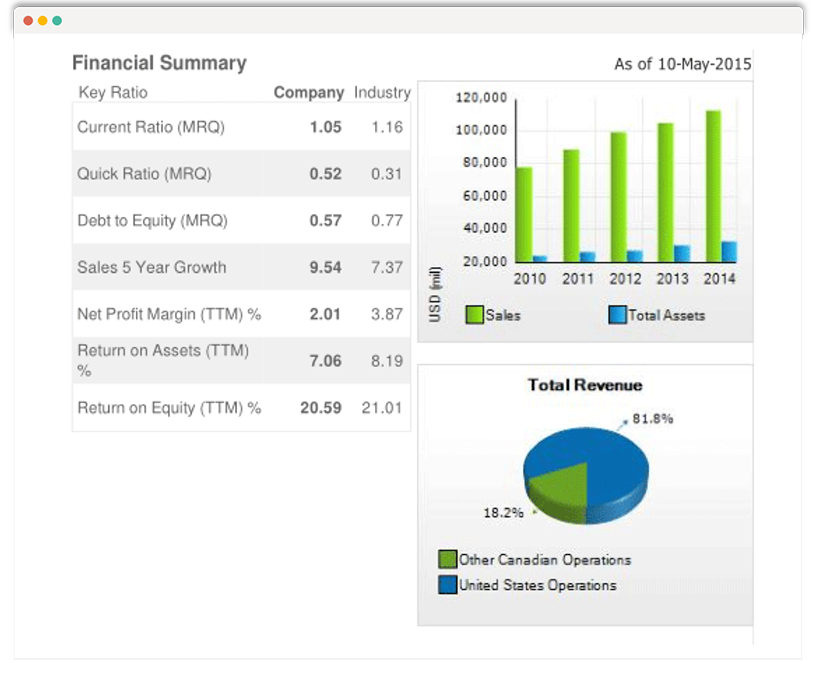 Financial Summary
As of 10-May-2015
Key Ratio Company Industry
Current Ratio (MRQ) 1.05 1.16
Quick Ratio (MRQ) 0.52 0.31
Debt to Equity (MRQ) 0.57 0.77
Sales 5 Year Growth 9.54 7.37
Net Profit Margin (TTM) % 2.01 3.87
Return on Assets (TTM)
% 7.06 8.19
Return on Equity (TTM) % 20.59 21.01
120,000
100,000
80,000
60,000
40,000
20,000
USD (mil)
2010 2011 2012 2013 2014
Sales Total Assets
Total Revenue
81.8%
18.2%
Other Canadian Operations
United States Operations